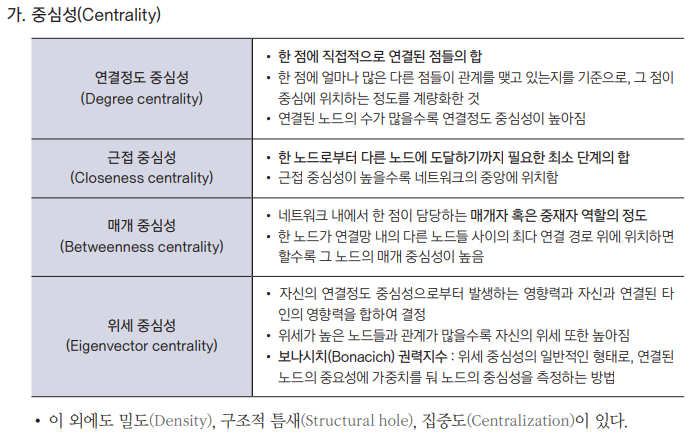 가. 중심성(Centrality)
연결정도 중심성
(Degree centrality)
• 한 점에 직접적으로 연결된 점들의 합
• 한 점에 얼마나 많은 다른 점들이 관계를 맺고 있는지를 기준으로, 그 점이
중심에 위치하는 정도를 계량화한 것
• 연결된 노드의 수가 많을수록 연결정도 중심성이 높아짐
근접 중심성
(Closeness centrality)
• 한 노드로부터 다른 노드에 도달하기까지 필요한 최소 단계의 합
• 근접 중심성이 높을수록 네트워크의 중앙에 위치함
매개 중심성
(Betweenness centrality)
• 네트워크 내에서 한 점이 담당하는 매개자 혹은 중재자 역할의 정도
• 한 노드가 연결망 내의 다른 노드들 사이의 최다 연결 경로 위에 위치하면
할수록 그 노드의 매개 중심성이 높음
위세 중심성
(Eigenvector centrality)
• 자신의 연결정도 중심성으로부터 발생하는 영향력과 자신과 연결된 타
인의 영향력을 합하여 결정
• 위세가 높은 노드들과 관계가 많을수록 자신의 위세 또한 높아짐
• 보나시치(Bonacich) 권력지수 : 위세 중심성의 일반적인 형태로, 연결된
노드의 중요성에 가중치를 둬 노드의 중심성을 측정하는 방법
• 이 외에도 밀도(Density), 구조적 틈새(Structural hole), 집중도(Centralization)이 있다.